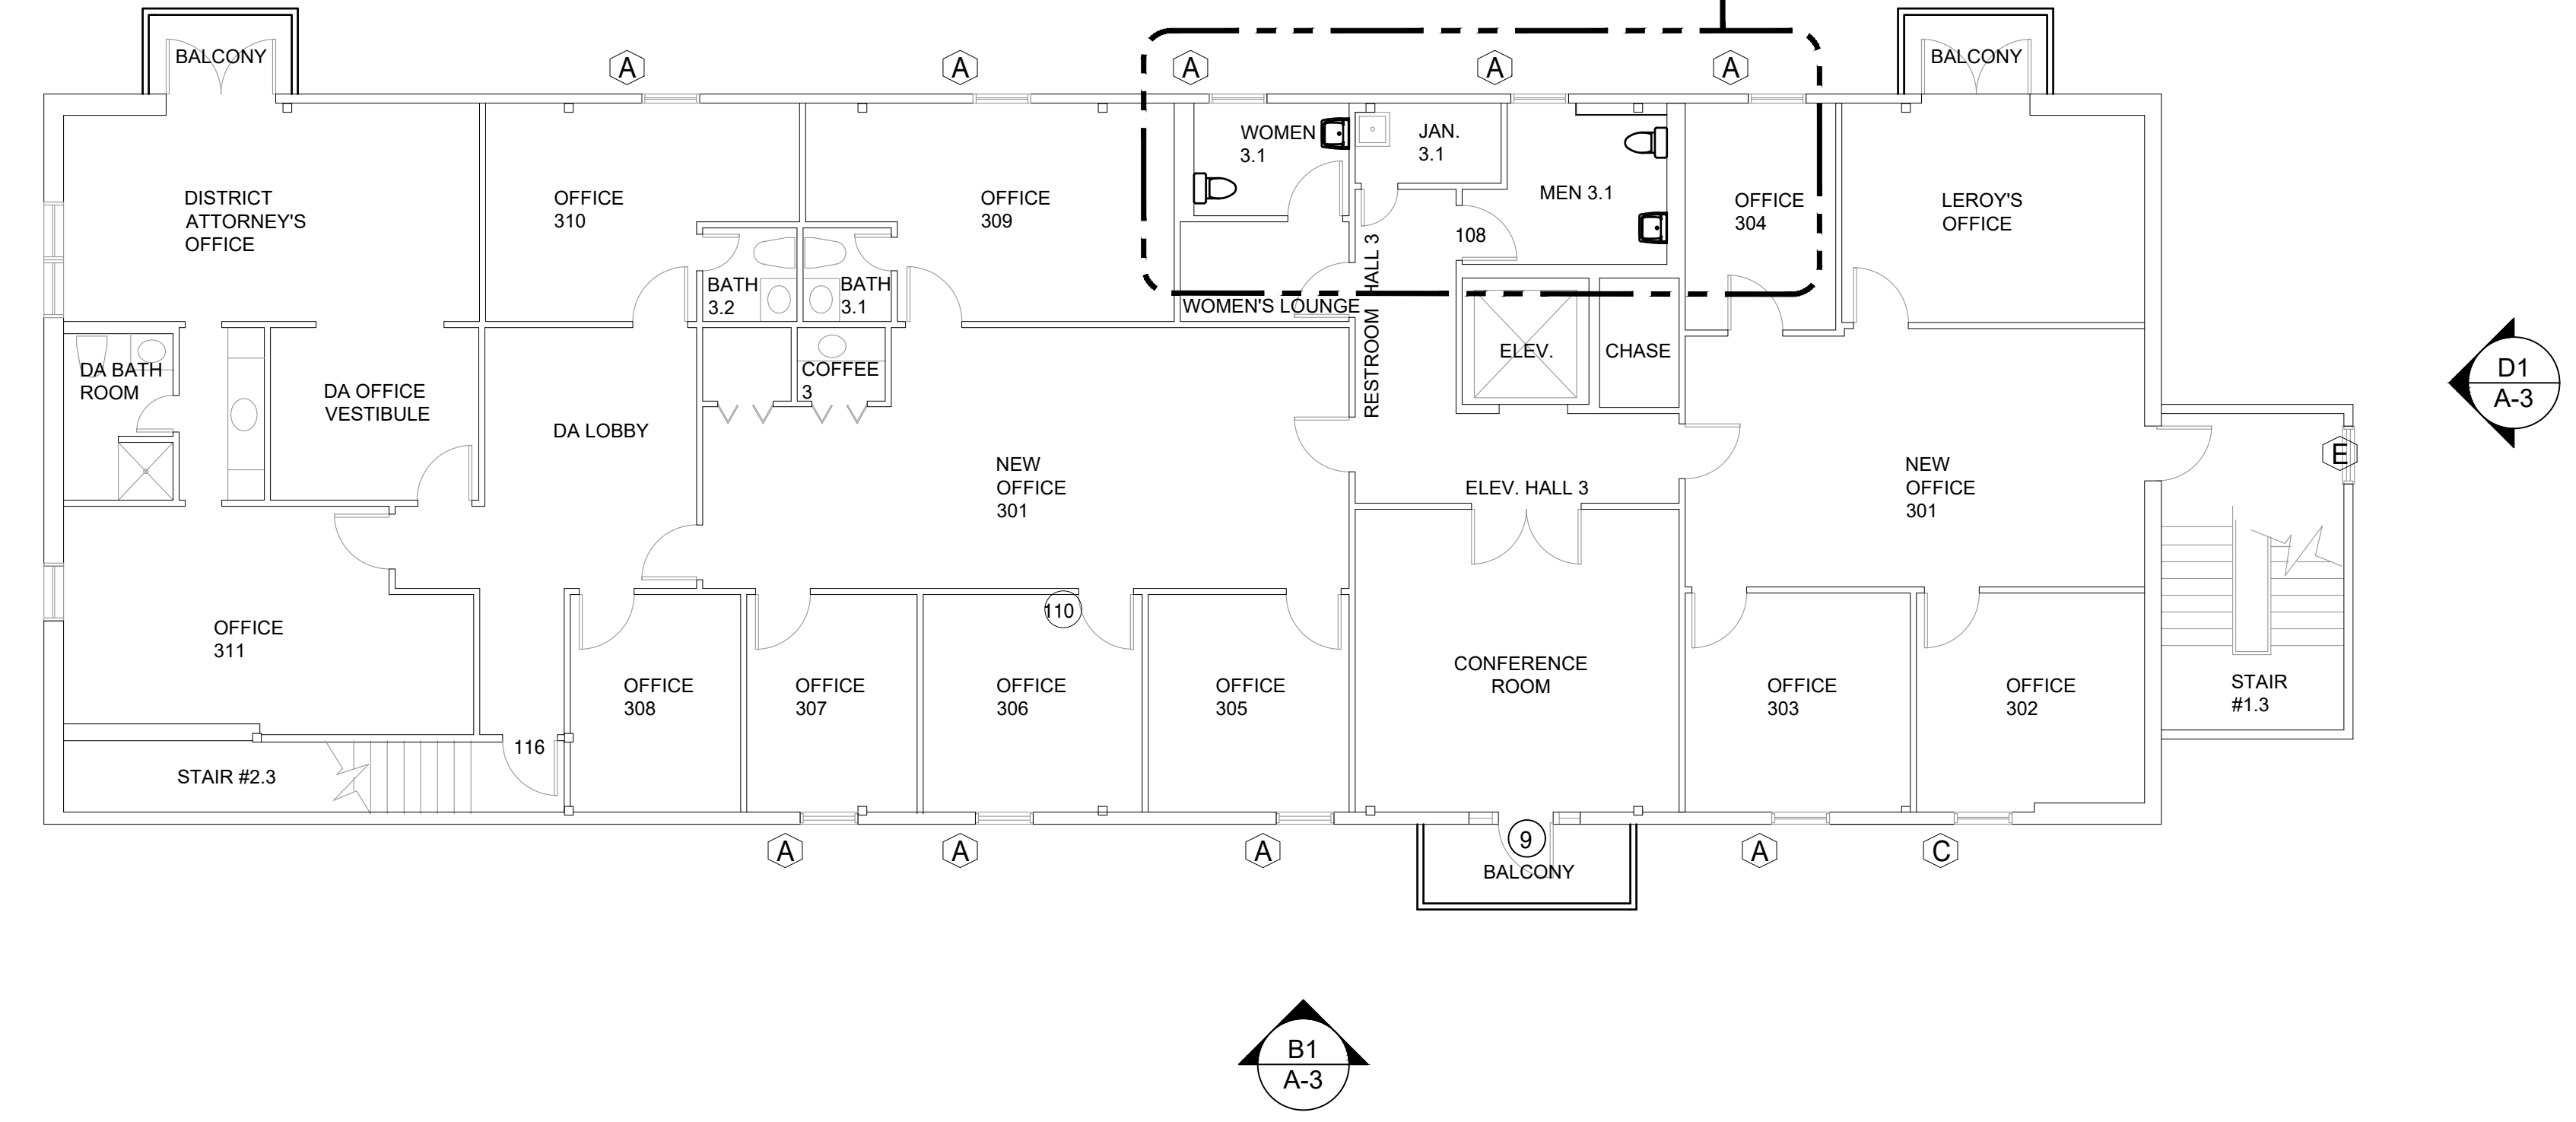 BALCONY
BALCONY
A
A
A
A
A
WOMEN
3.1
JAN.
3.1
MEN 3.1
DISTRICT
ATTORNEY'S
OFFICE
OFFICE
310
OFFICE
309
OFFICE
304
LEROY'S
OFFICE
108
RESTROOM HALL 3
BATH
3.2
BATH
3.1
WOMEN'S LOUNGE
ELEV.
CHASE
DA BATH
ROOM
COFFEE
3
DA OFFICE
VESTIBULE
DA LOBBY
D1
A-3
E
NEW
OFFICE
301
ELEV. HALL 3
NEW
OFFICE
301
110
OFFICE
311
CONFERENCE
ROOM
OFFICE
308
OFFICE
307
OFFICE
306
OFFICE
305
OFFICE
303
OFFICE
302
STAIR
#1.3
116
STAIR #2.3
A
A
A
9
BALCONY
A
C
B1
A-3